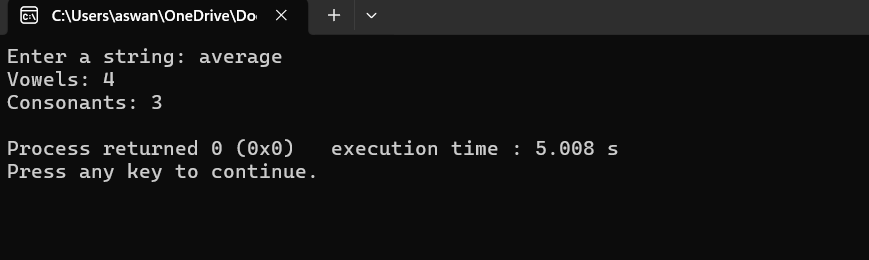 C:\Users\aswan\OneDrive\Do
Enter a string: average
Vowels: 4
Consonants: 3
Process returned 0 (0x0)   execution time : 5.008 s
Press any key to continue.